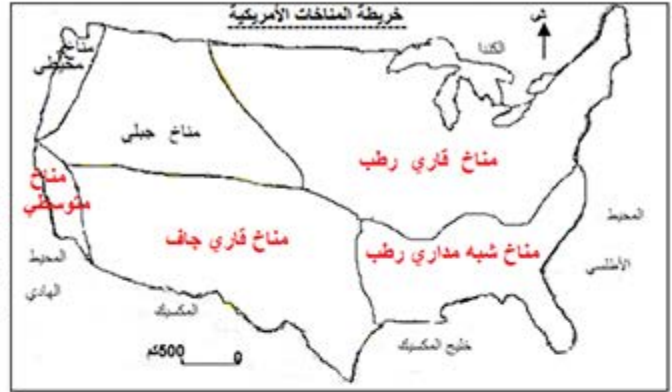 خريطة المناخات الأمريكية
ش
الكندا
مناخ
محيطي
مناخ جبلي
مناخ قاري رطب
مناخ
متوسطي
مناخ قاري جاف
مناخ شبه مداري رطب
المحيط
الأطلسي
المحيط
الهادي
المكسيك
خليج المكسيك
500كم
0